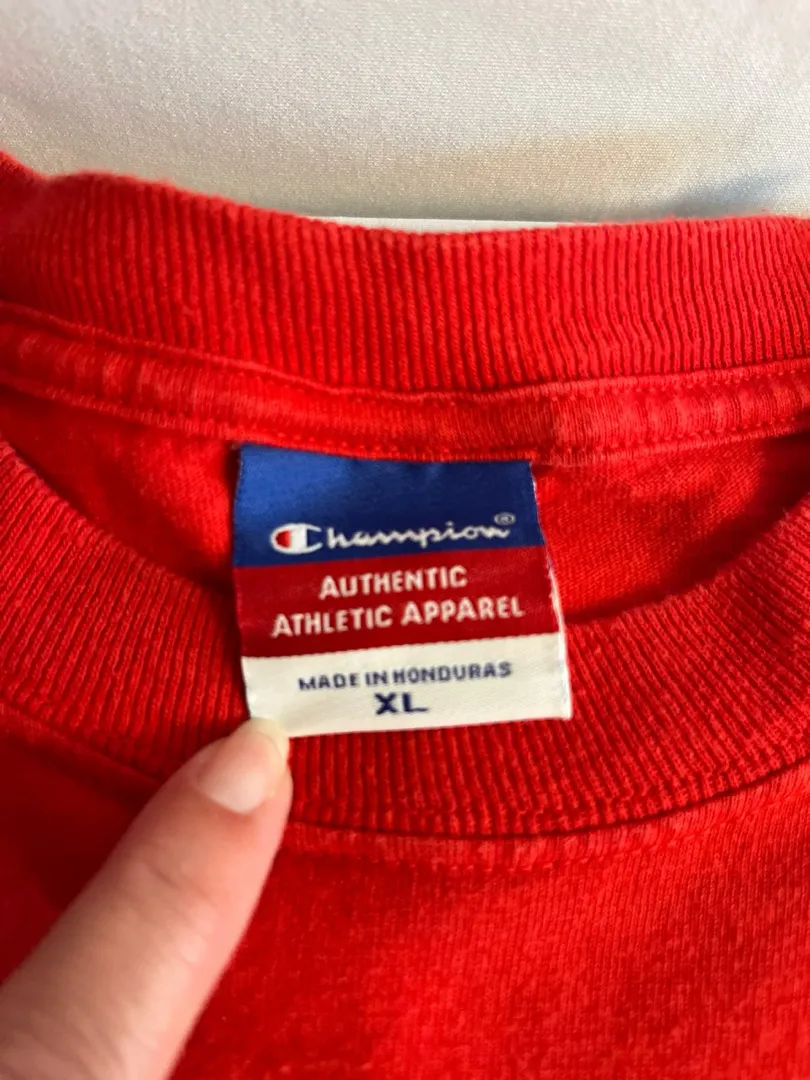 Champion®
AUTHENTIC
ATHLETIC APPAREL
MADE IN HONDURAS
XL